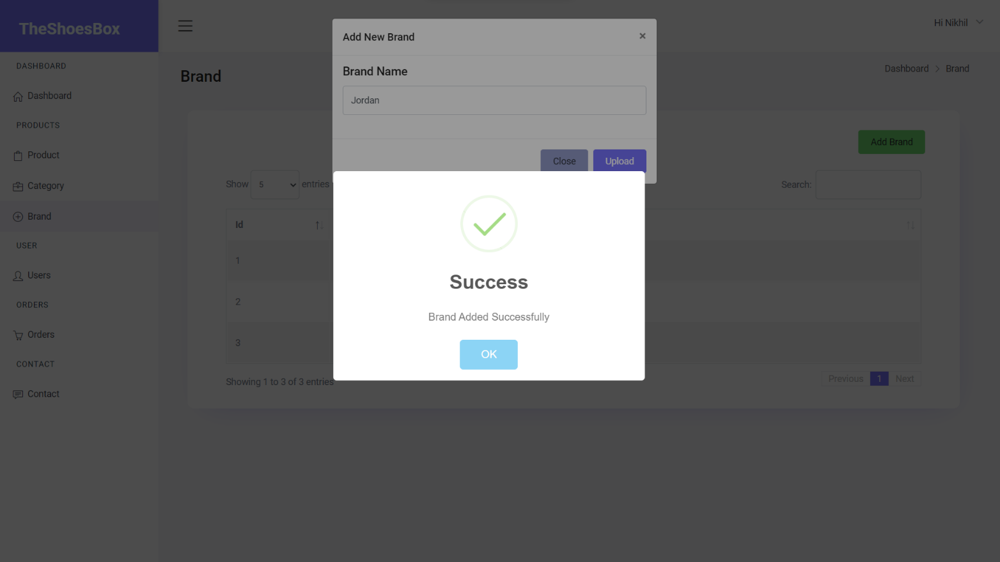 TheShoesBox
Hi Nikhil
DASHBOARD
Dashboard
PRODUCTS
Product
Category
Brand
USER
Users
ORDERS
Orders
CONTACT
Contact
Brand
Dashboard > Brand
Add Brand
Show 5 entries
Search:
Id
1
2
3
Showing 1 to 3 of 3 entries
Previous 1 Next
Add New Brand ×
Brand Name
Jordan
Close Upload
Success
Brand Added Successfully
OK